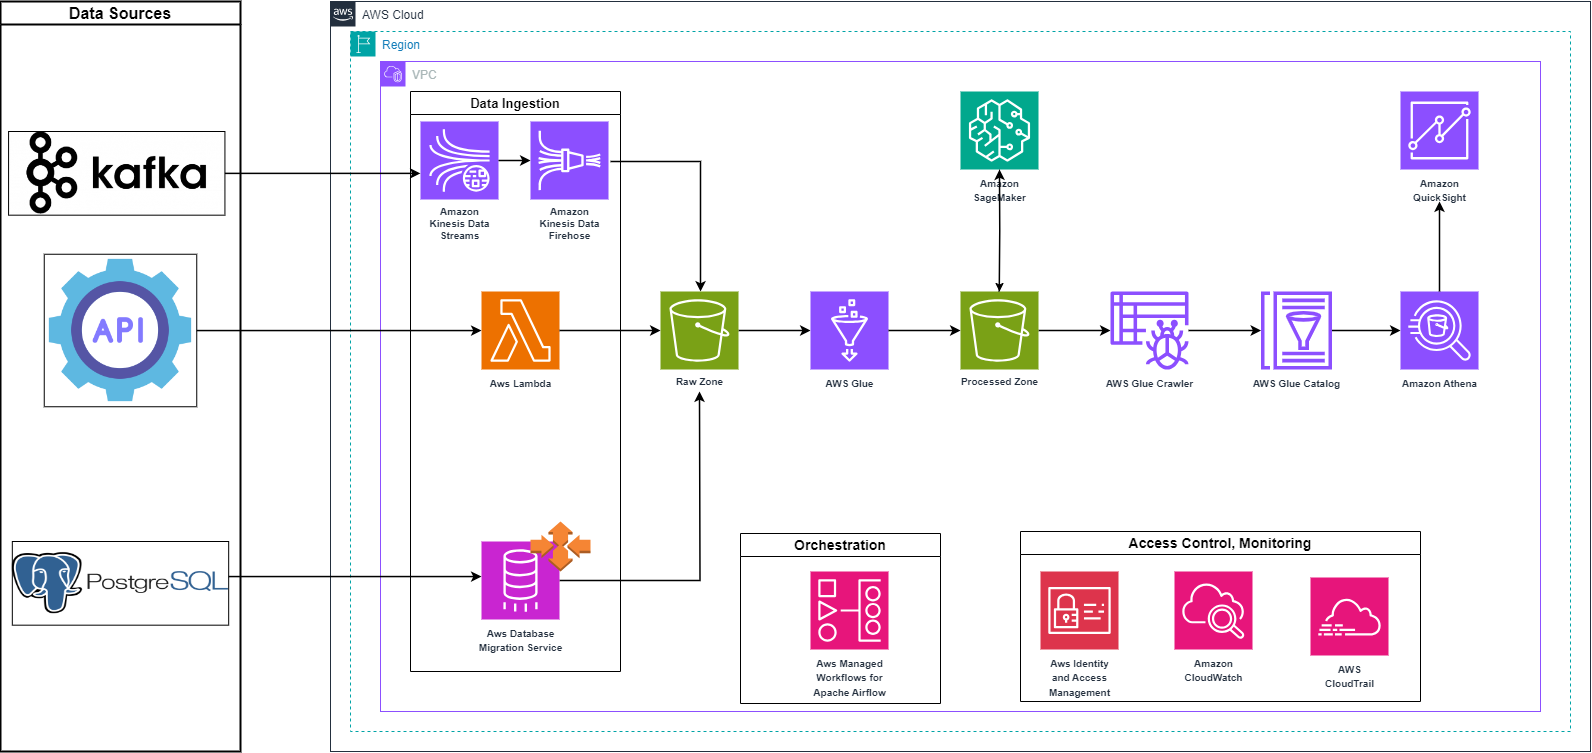 Data Sources
kafka
API
PostgreSQL
aws
AWS Cloud
Region
VPC
Data Ingestion
Amazon
Kinesis Data
Streams
Amazon
Kinesis Data
Firehose
Aws Lambda
Aws Database
Migration Service
Raw Zone
AWS Glue
Amazon
SageMaker
Processed Zone
AWS Glue Crawler
AWS Glue Catalog
Amazon
QuickSight
Amazon Athena
Orchestration
Aws Managed
Workflows for
Apache Airflow
Access Control, Monitoring
Aws Identity
and Access
Management
Amazon
CloudWatch
AWS
CloudTrail